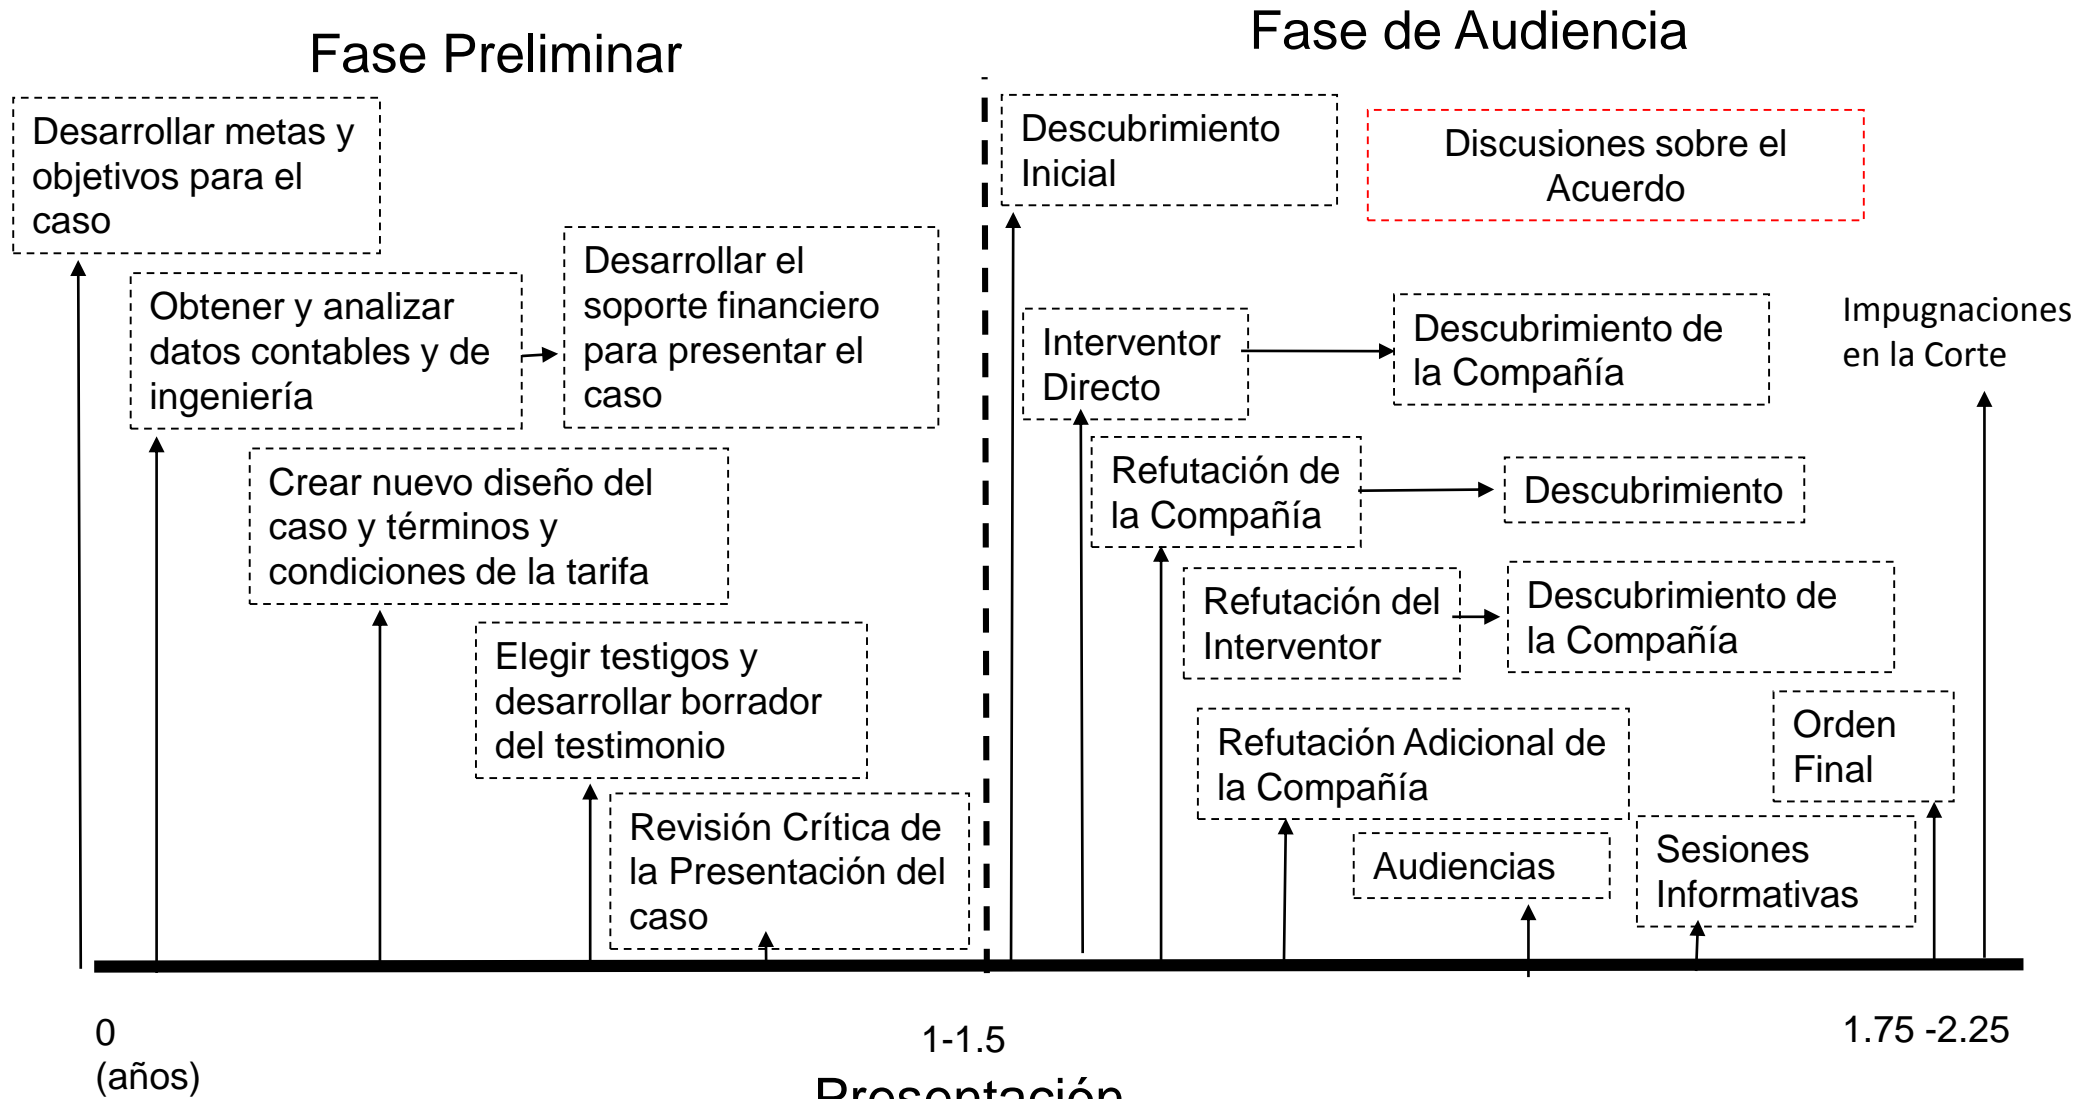 Fase Preliminar
Fase de Audiencia
Desarrollar metas y
objetivos para el
caso
Obtener y analizar
datos contables y de
ingeniería
Desarrollar el
soporte financiero
para presentar el
caso
Crear nuevo diseño del
caso y términos y
condiciones de la tarifa
Elegir testigos y
desarrollar borrador
del testimonio
Revisión Crítica de
la Presentación del
caso
Descubrimiento
Inicial
Discusiones sobre el
Acuerdo
Interventor
Directo
Descubrimiento de
la Compañía
Impugnaciones
en la Corte
Refutación de
la Compañía
Descubrimiento
Refutación del
Interventor
Descubrimiento de
la Compañía
Refutación Adicional de
la Compañía
Orden
Final
Audiencias
Sesiones
Informativas
0
(años)
1-1.5
1.75 -2.25
Presentación